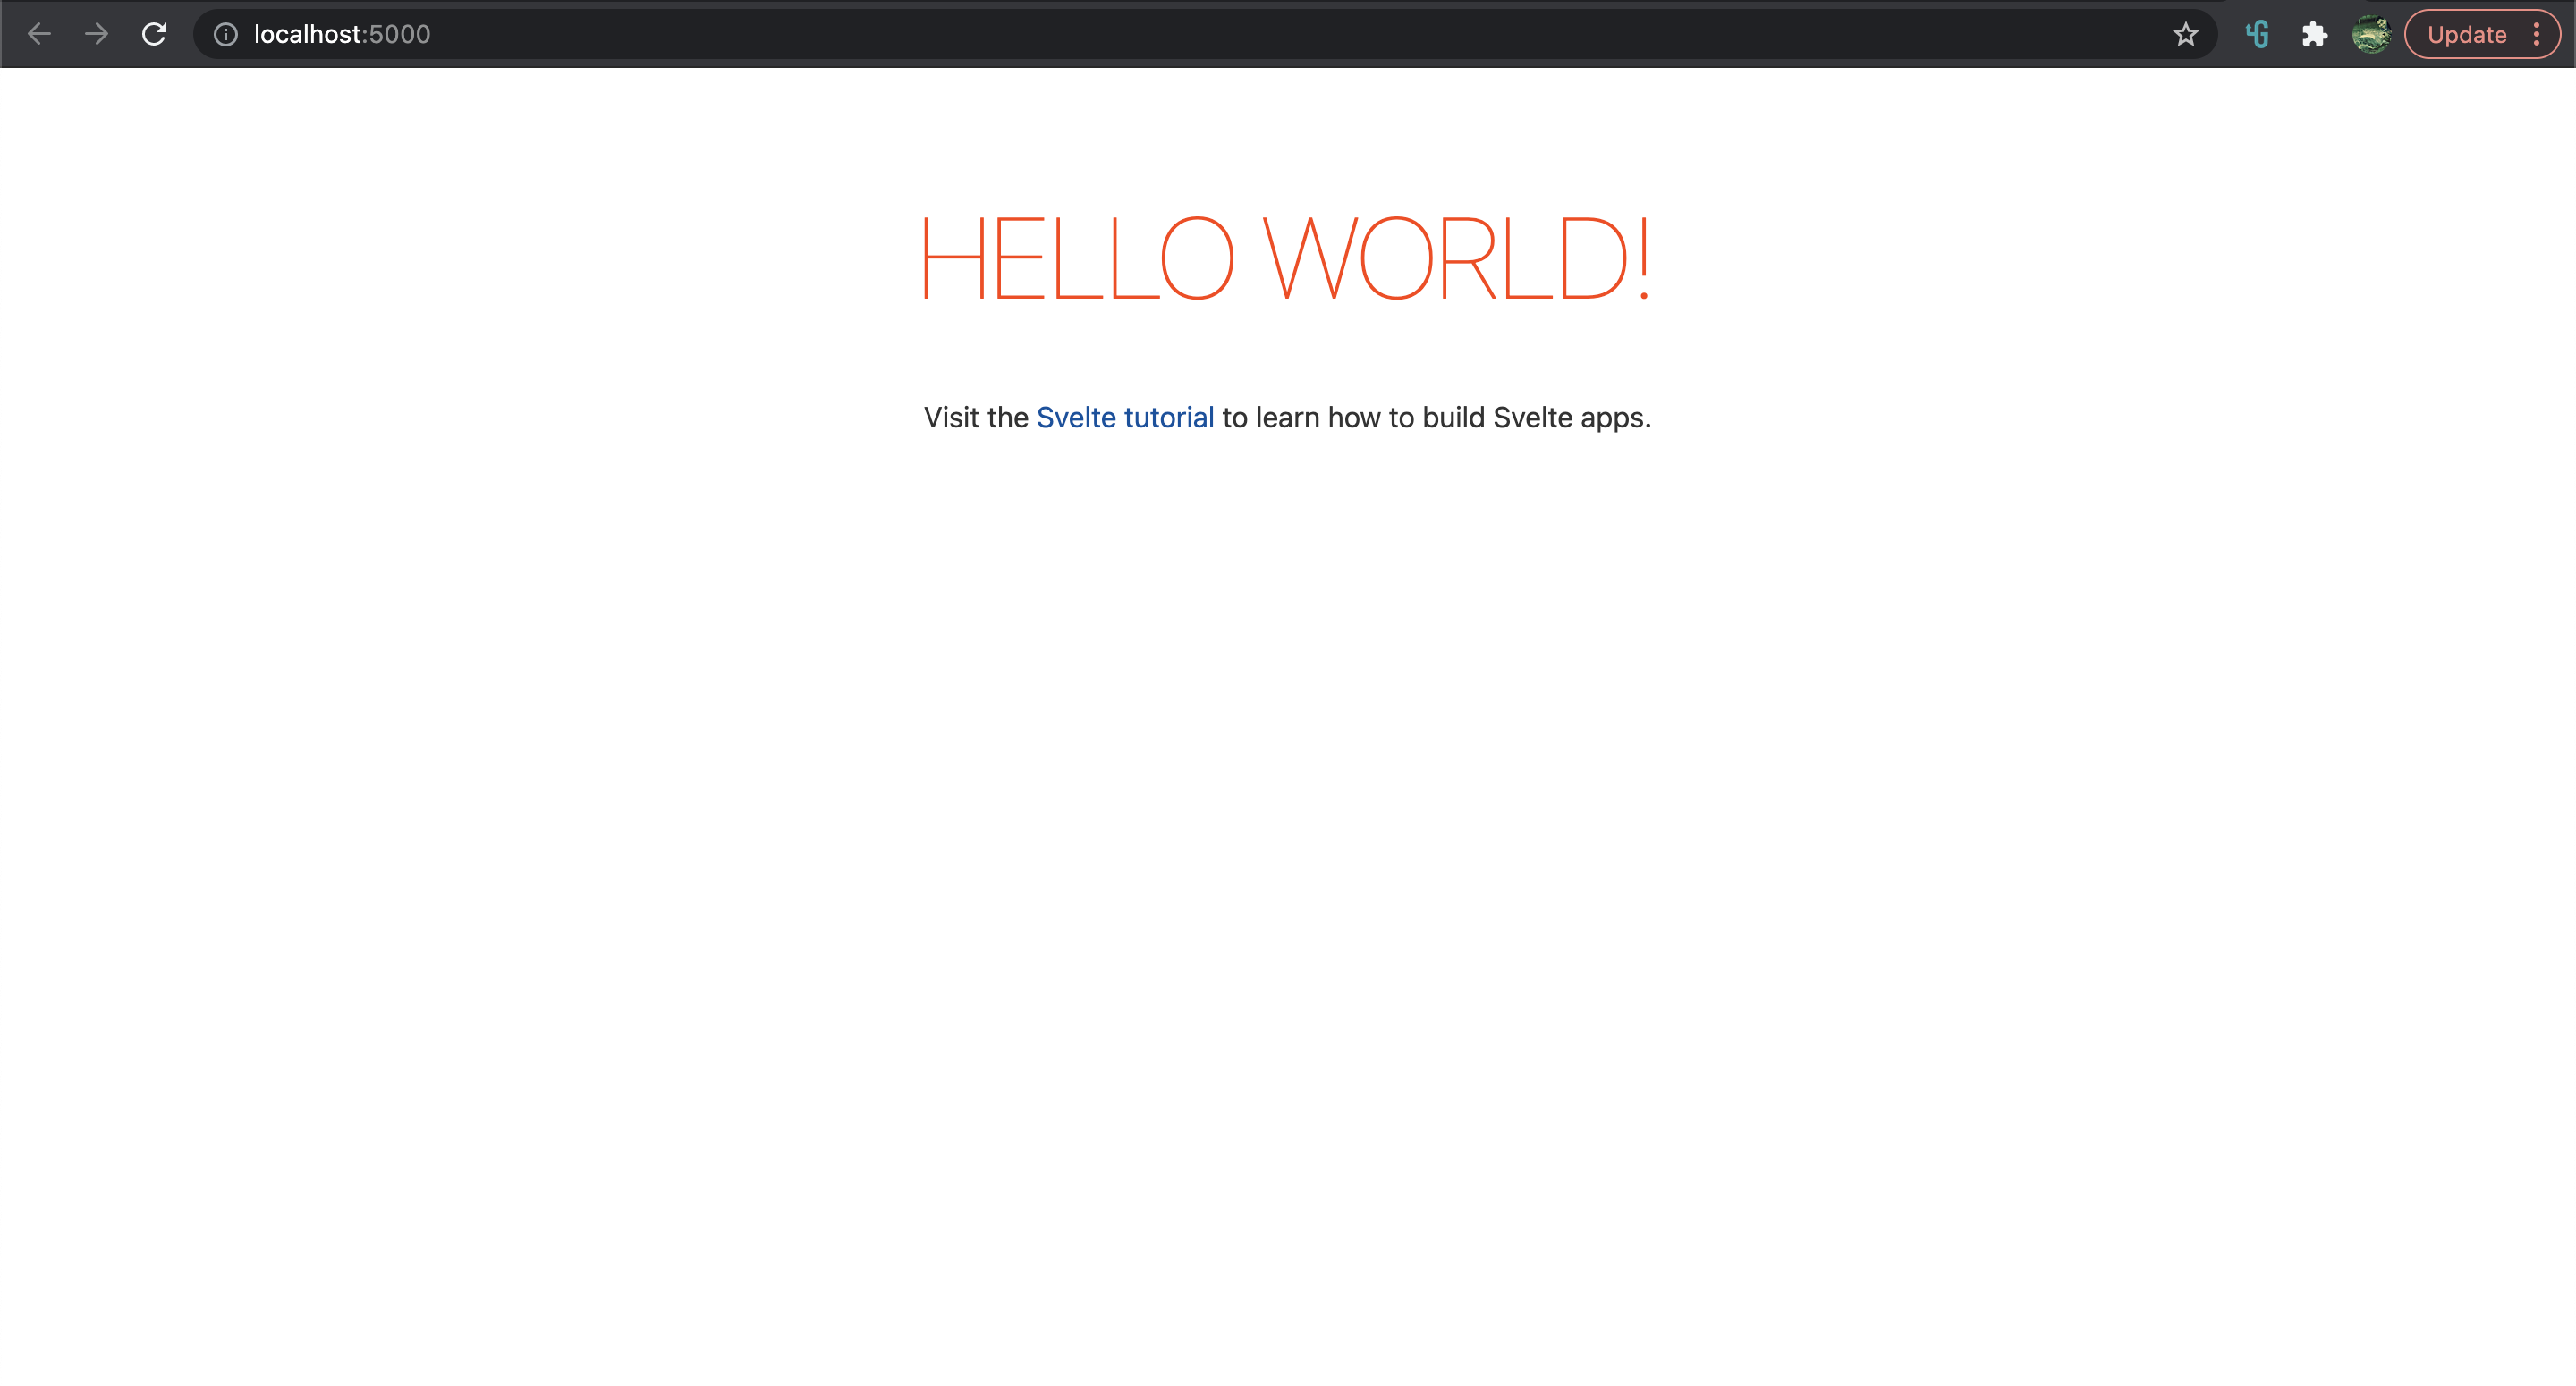 localhost:5000
Update
HELLO WORLD!
Visit the Svelte tutorial to learn how to build Svelte apps.